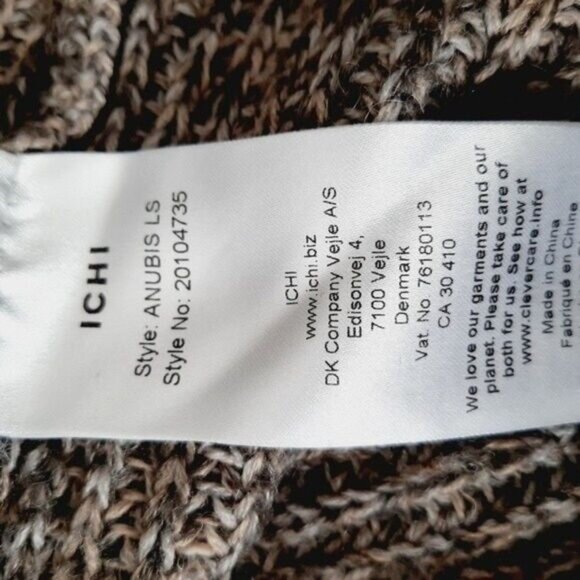 ICHI
Style: ANUBIS LS
Style No: 20104735
ICHI
www.ichi.biz
DK Company Vejle A/S
Edisonvej 4,
7100 Vejle
Denmark
Vat. No 76180113
CA 30 410
We love our garments and our
planet. Please take care of
both for us. See how at
www.clevercare.info
Made in China
Fabriqué en Chine